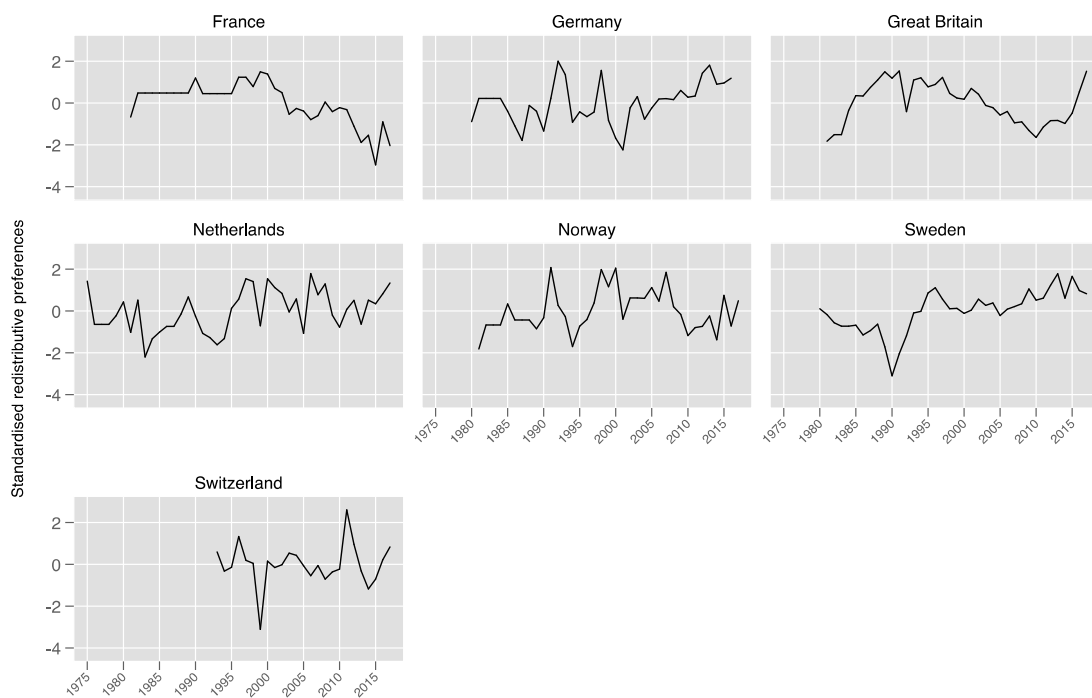 France Germany Great Britain
2
0
-2
-4
Netherlands Norway Sweden
2
0
-2
-4
1975 1980 1985 1990 1995 2000 2005 2010 2015 1975 1980 1985 1990 1995 2000 2005 2010 2015
Standardised redistributive preferences
Switzerland
2
0
-2
-4
1975 1980 1985 1990 1995 2000 2005 2010 2015